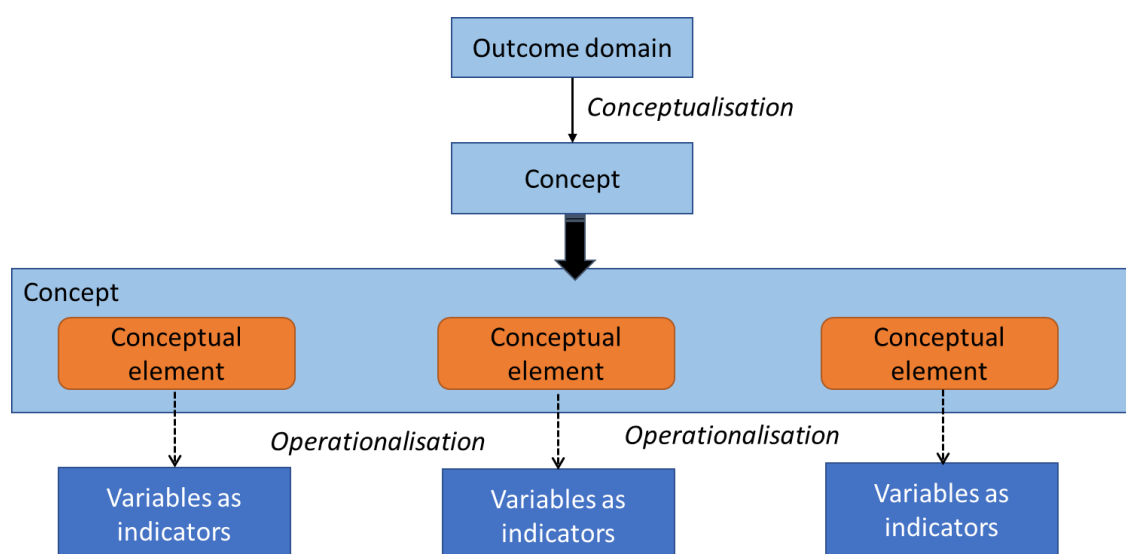 Outcome domain
Conceptualisation
Concept
Concept
Conceptual
element
Conceptual
element
Conceptual
element
Operationalisation
Operationalisation
Variables as
indicators
Variables as
indicators
Variables as
indicators